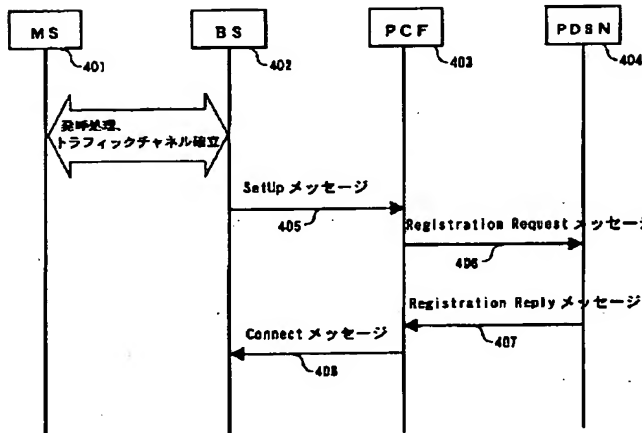 MS
BS
PCF
PDSN
401
402
403
404
発呼処理、
トラフィックチャネル確立
SetUp メッセージ
405
Registration Request メッセー
406
Registration Reply メッセージ
407
Connect メッセージ
408